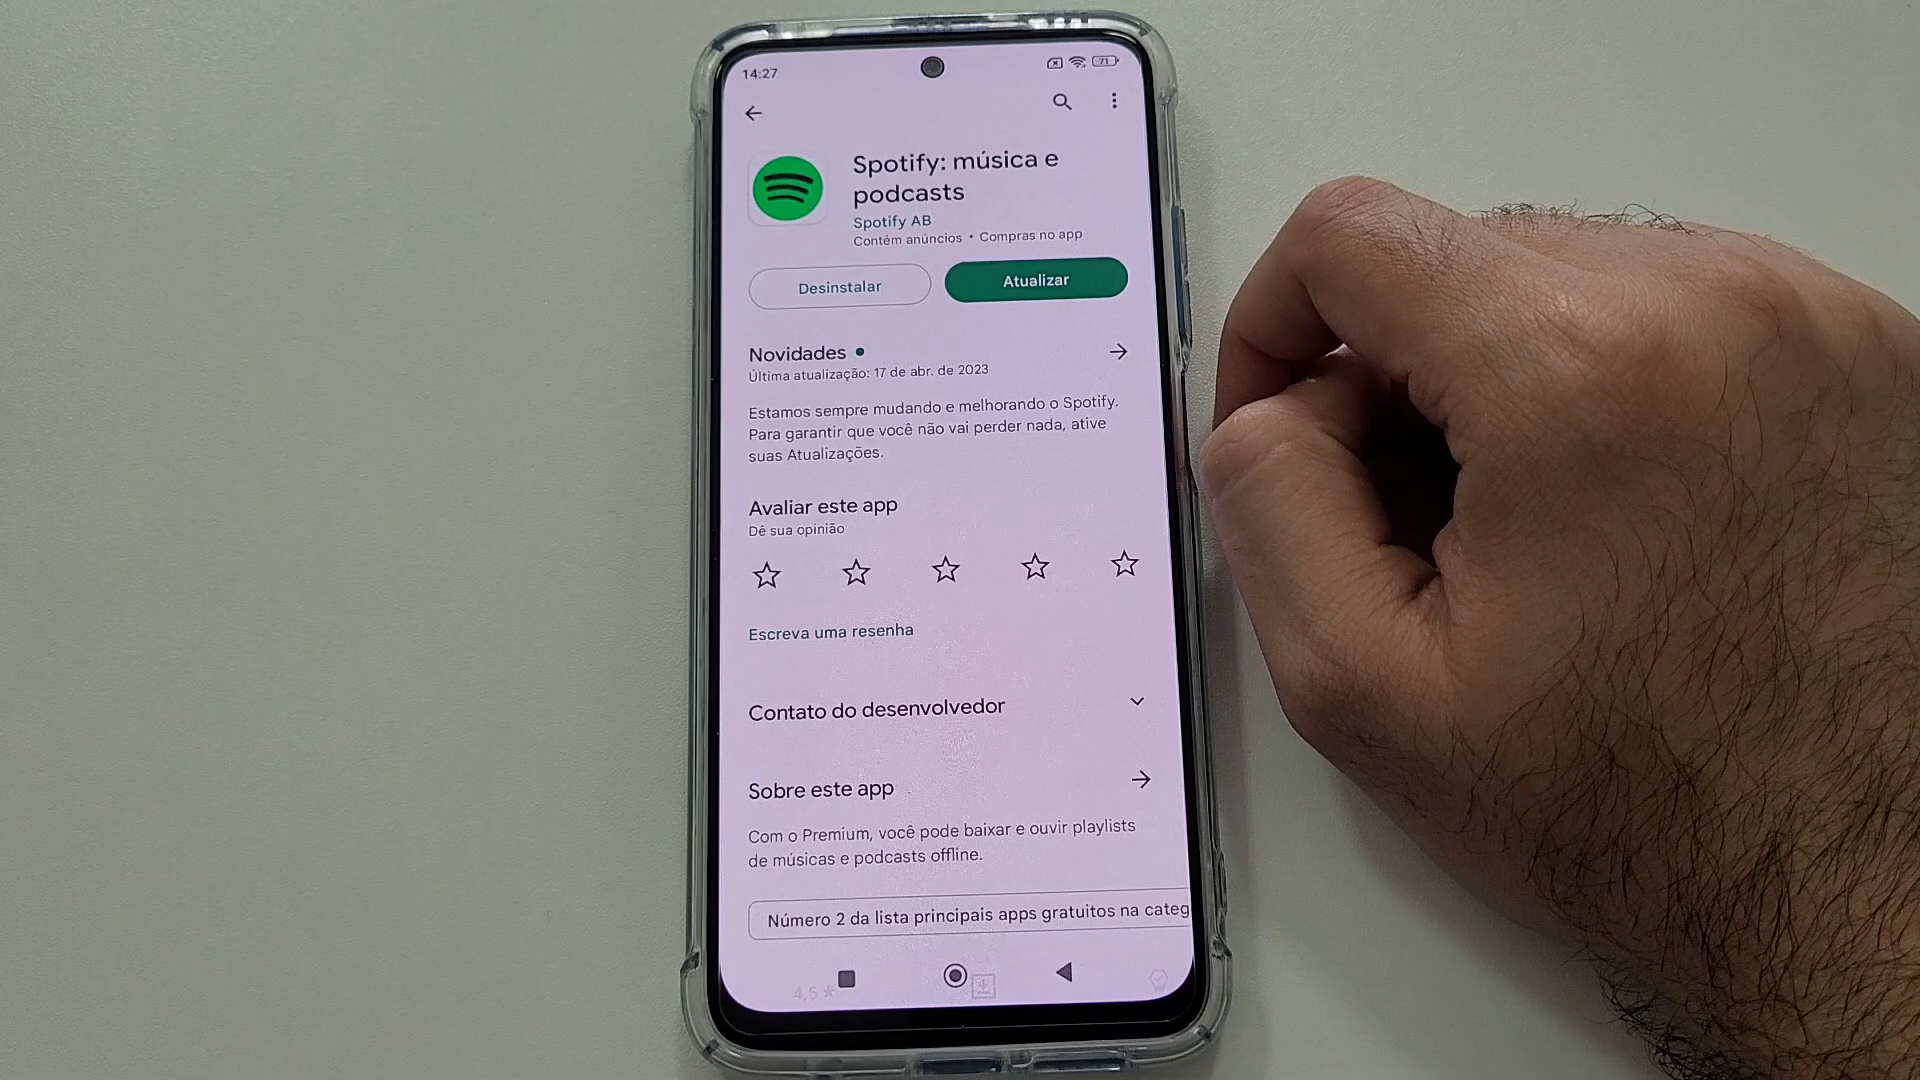 14:27
71
Spotify: música e
podcasts
Spotify AB
Contém anúncios • Compras no app
Desinstalar
Atualizar
Novidades
Última atualização: 17 de abr. de 2023
Estamos sempre mudando e melhorando o Spotify.
Para garantir que você não vai perder nada, ative
suas Atualizações.
Avaliar este app
Dê sua opinião
Escreva uma resenha
Contato do desenvolvedor
Sobre este app
Com o Premium, você pode baixar e ouvir playlists
de músicas e podcasts offline.
Número 2 da lista principais apps gratuitos na categ
4,5★